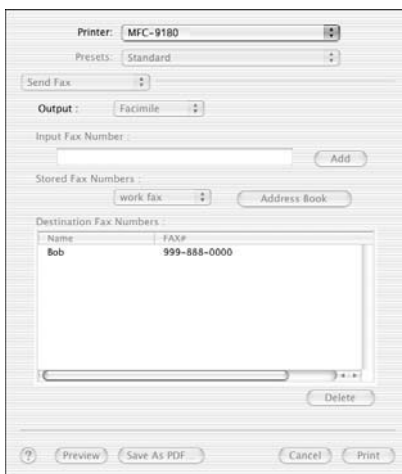 Printer: MFC-9180
Presets: Standard
Send Fax
Output : Facimile
Input Fax Number :
Add
Stored Fax Numbers :
work fax Address Book
Destination Fax Numbers :
Name FAX#
Bob 999-888-0000
Delete
? Preview Save As PDF... Cancel Print